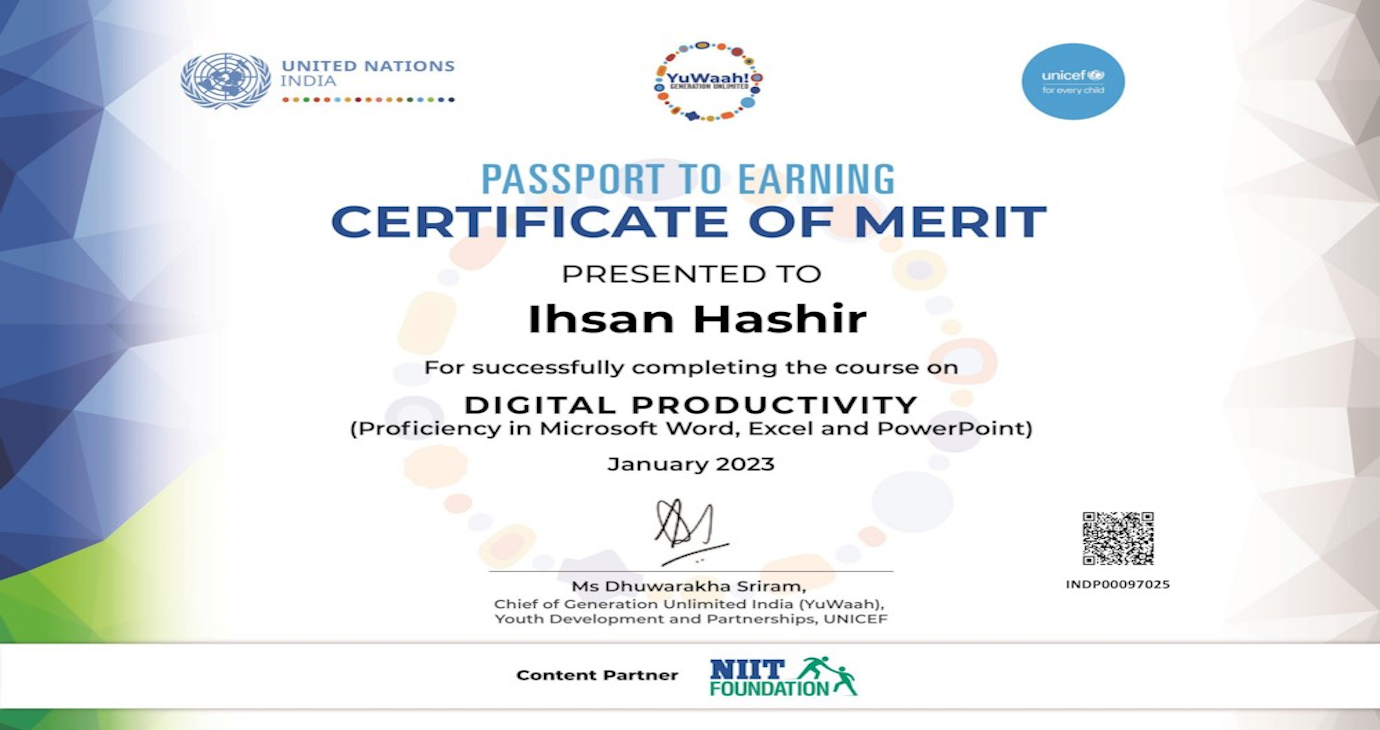 UNITED NATIONS
INDIA
YuWaah!
GENERATION UNLIMITED
unicef
for every child
PASSPORT TO EARNING
CERTIFICATE OF MERIT
PRESENTED TO
Ihsan Hashir
For successfully completing the course on
DIGITAL PRODUCTIVITY
(Proficiency in Microsoft Word, Excel and PowerPoint)
January 2023
Ms Dhuwarakha Sriram,
Chief of Generation Unlimited India (YuWaah),
Youth Development and Partnerships, UNICEF
INDP00097025
Content Partner
NIIT
FOUNDATION